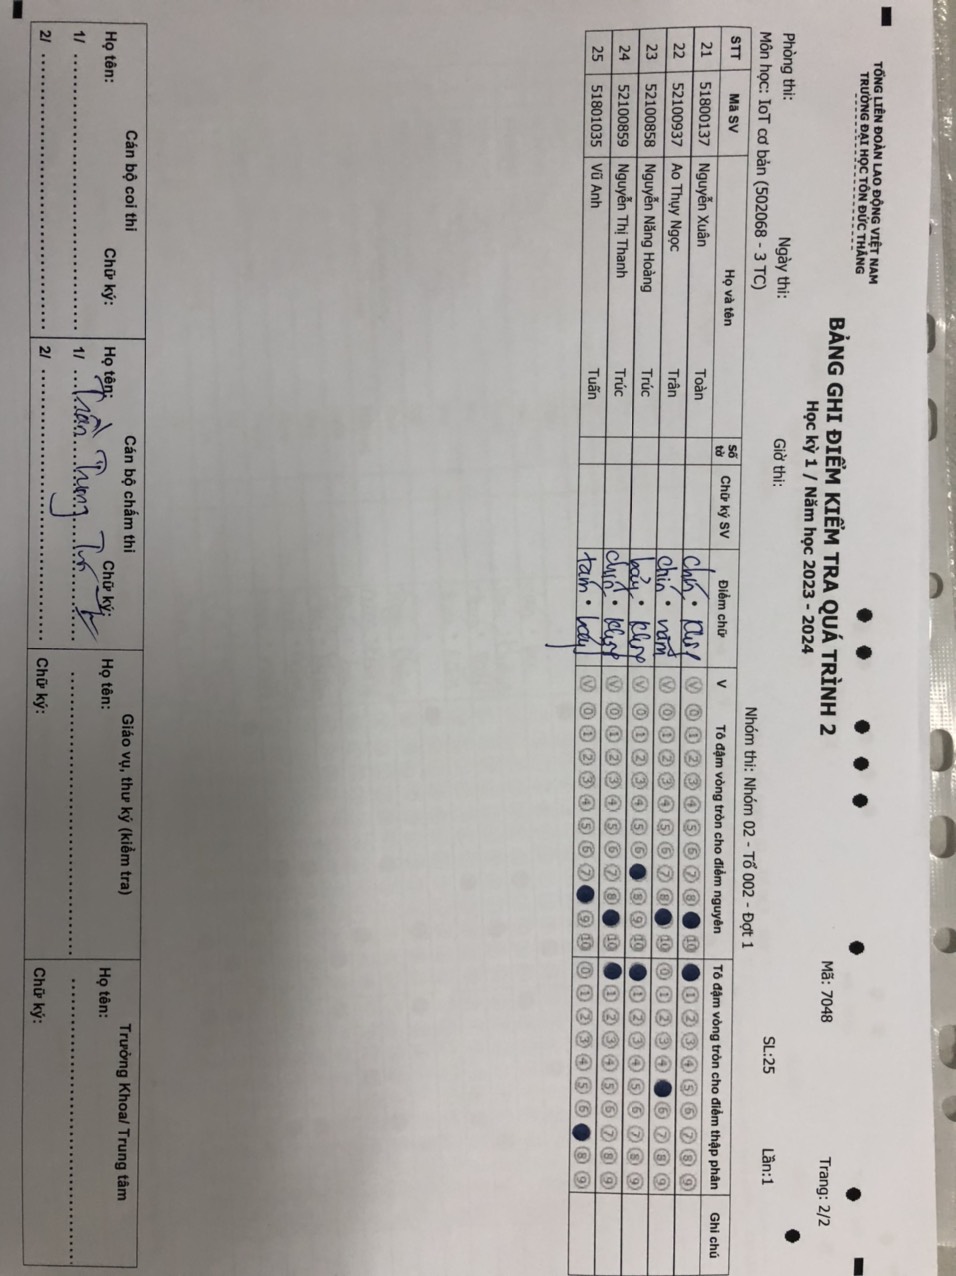 TỔNG LIÊN ĐOÀN LAO ĐỘNG VIỆT NAM
TRƯỜNG ĐẠI HỌC TÔN ĐỨC THẮNG
BẢNG GHI ĐIỂM KIỂM TRA QUÁ TRÌNH 2
Học kỳ 1 / Năm học 2023 - 2024
Mã: 7048 Trang: 2/2
Phòng thi: Ngày thi: Giờ thi:
SL:25 Lần:1
Môn học: IoT cơ bản (502068 - 3 TC) Nhóm thi: Nhóm 02 - Tổ 002 - Đợt 1
STT Mã SV Họ và tên Số tờ Chữ ký SV Điểm chữ V Tô đậm vòng tròn cho điểm nguyên Tô đậm vòng tròn cho điểm thập phân Ghi chú
21 51800137 Nguyễn Xuân Toàn chín . không V 0 1 2 3 4 5 6 7 8 10 1 2 3 4 5 6 7 8 9
22 52100937 Ao Thụy Ngọc Trân chín . năm V 0 1 2 3 4 5 6 7 8 10 0 1 2 3 4 6 7 8 9
23 52100858 Nguyễn Năng Hoàng Trúc bảy . không V 0 1 2 3 4 5 6 8 9 10 1 2 3 4 5 6 7 8 9
24 52100859 Nguyễn Thị Thanh Trúc chín . không V 0 1 2 3 4 5 6 7 8 10 1 2 3 4 5 6 7 8 9
25 51801035 Vũ Anh Tuấn tám . bảy V 0 1 2 3 4 5 6 7 9 10 0 1 2 3 4 5 6 8 9
Cán bộ coi thi Cán bộ chấm thi Giáo vụ, thư ký (kiểm tra) Trưởng Khoa/ Trung tâm
Họ tên: Chữ ký: Họ tên: Chữ ký: Họ tên: Họ tên:
1/ 1/ Trần Trung Tín
2/ 2/ Chữ ký: Chữ ký: